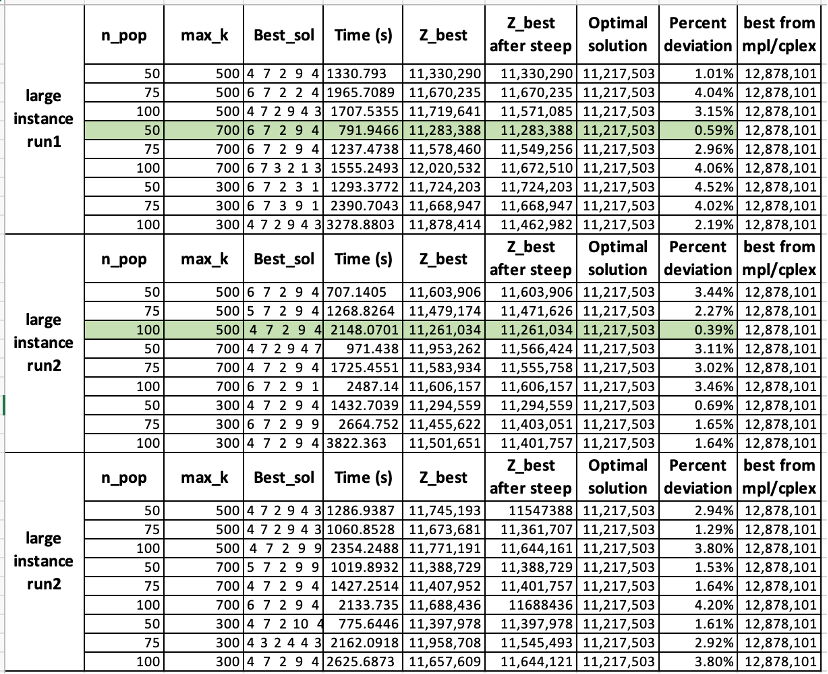 n_pop max_k Best_sol Time (s) Z_best Z_best after steep Optimal solution Percent deviation best from mpl/cplex
large instance run1
50 500 4 7 2 9 4 1330.793 11,330,290 11,330,290 11,217,503 1.01% 12,878,101
75 500 6 7 2 2 4 1965.7089 11,670,235 11,670,235 11,217,503 4.04% 12,878,101
100 500 4 7 2 9 4 3 1707.5355 11,719,641 11,571,085 11,217,503 3.15% 12,878,101
50 700 6 7 2 9 4 791.9466 11,283,388 11,283,388 11,217,503 0.59% 12,878,101
75 700 6 7 2 9 4 1237.4738 11,578,460 11,549,256 11,217,503 2.96% 12,878,101
100 700 6 7 3 2 1 3 1555.2493 12,020,532 11,672,510 11,217,503 4.06% 12,878,101
50 300 6 7 2 3 1 1293.3772 11,724,203 11,724,203 11,217,503 4.52% 12,878,101
75 300 6 7 3 9 1 2390.7043 11,668,947 11,668,947 11,217,503 4.02% 12,878,101
100 300 4 7 2 9 4 3 3278.8803 11,878,414 11,462,982 11,217,503 2.19% 12,878,101
n_pop max_k Best_sol Time (s) Z_best Z_best after steep Optimal solution Percent deviation best from mpl/cplex
large instance run2
50 500 6 7 2 9 4 707.1405 11,603,906 11,603,906 11,217,503 3.44% 12,878,101
75 500 5 7 2 9 4 1268.8264 11,479,174 11,471,626 11,217,503 2.27% 12,878,101
100 500 4 7 2 9 4 2148.0701 11,261,034 11,261,034 11,217,503 0.39% 12,878,101
50 700 4 7 2 9 4 7 971.438 11,953,262 11,566,424 11,217,503 3.11% 12,878,101
75 700 4 7 2 9 4 1725.4551 11,583,934 11,555,758 11,217,503 3.02% 12,878,101
100 700 6 7 2 9 1 2487.14 11,606,157 11,606,157 11,217,503 3.46% 12,878,101
50 300 4 7 2 9 4 1432.7039 11,294,559 11,294,559 11,217,503 0.69% 12,878,101
75 300 6 7 2 9 9 2664.752 11,455,622 11,403,051 11,217,503 1.65% 12,878,101
100 300 4 7 2 9 4 3822.363 11,501,651 11,401,757 11,217,503 1.64% 12,878,101
n_pop max_k Best_sol Time (s) Z_best Z_best after steep Optimal solution Percent deviation best from mpl/cplex
large instance run2
50 500 4 7 2 9 4 3 1286.9387 11,745,193 11547388 11,217,503 2.94% 12,878,101
75 500 4 7 2 9 4 3 1060.8528 11,673,681 11,361,707 11,217,503 1.29% 12,878,101
100 500 4 7 2 9 9 2354.2488 11,771,191 11,644,161 11,217,503 3.80% 12,878,101
50 700 5 7 2 9 9 1019.8932 11,388,729 11,388,729 11,217,503 1.53% 12,878,101
75 700 4 7 2 9 4 1427.2514 11,407,952 11,401,757 11,217,503 1.64% 12,878,101
100 700 6 7 2 9 4 2133.735 11,688,436 11688436 11,217,503 4.20% 12,878,101
50 300 4 7 2 10 4 775.6446 11,397,978 11,397,978 11,217,503 1.61% 12,878,101
75 300 4 3 2 4 4 3 2162.0918 11,958,708 11,545,493 11,217,503 2.92% 12,878,101
100 300 4 7 2 9 4 2625.6873 11,657,609 11,644,121 11,217,503 3.80% 12,878,101